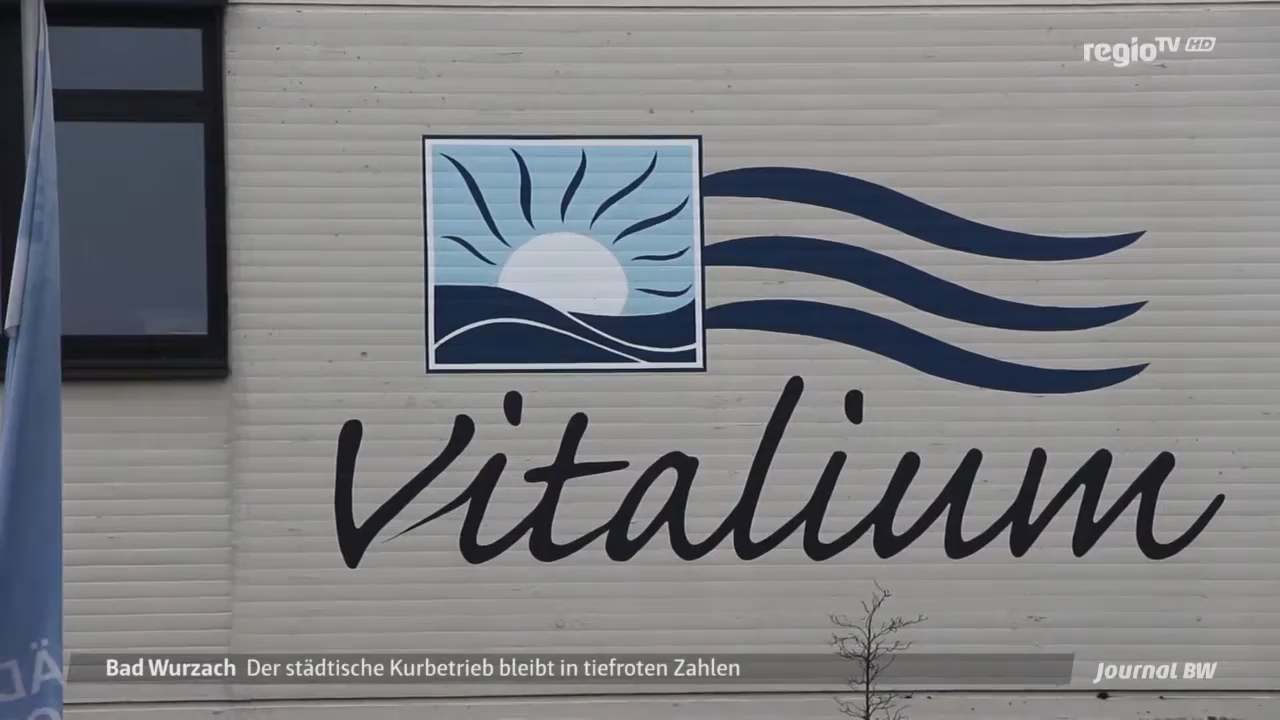 regioTV HD
Vitalium
Bad Wurzach Der städtische Kurbetrieb bleibt in tiefroten Zahlen
Journal BW